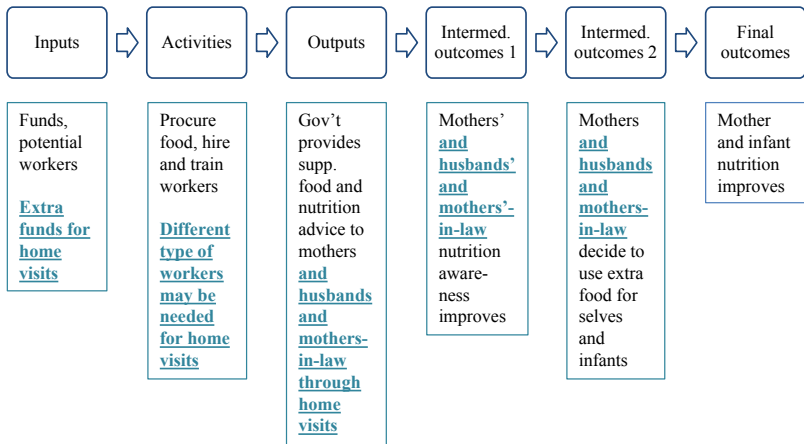 Inputs
Activities
Outputs
Intermed.
outcomes 1
Intermed.
outcomes 2
Final
outcomes
Funds,
potential
workers
Extra
funds for
home
visits
Procure
food, hire
and train
workers
Different
type of
workers
may be
needed
for home
visits
Gov't
provides
supp.
food and
nutrition
advice to
mothers
and
husbands
and
mothers-
in-law
through
home
visits
Mothers'
and
husbands'
and
mothers'-
in-law
nutrition
aware-
ness
improves
Mothers
and
husbands
and
mothers-
in-law
decide to
use extra
food for
selves
and
infants
Mother
and infant
nutrition
improves